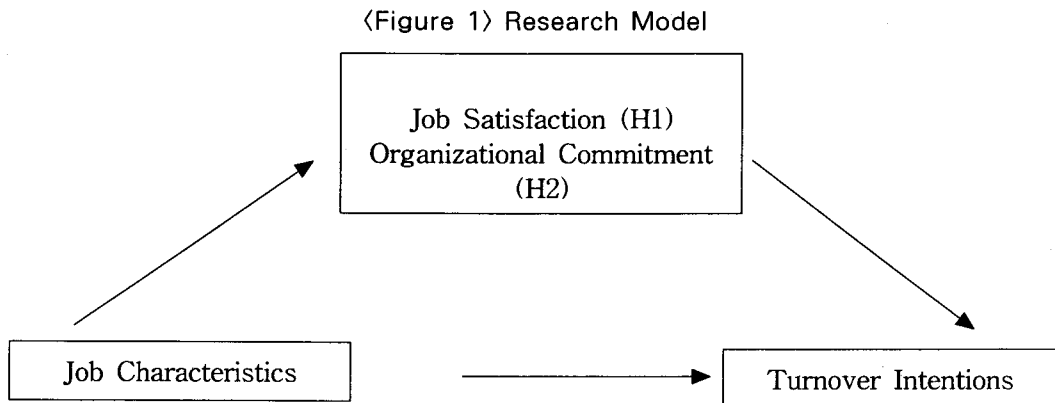 〈Figure 1〉 Research Model
Job Satisfaction (H1)
Organizational Commitment
(H2)
Job Characteristics
Turnover Intentions